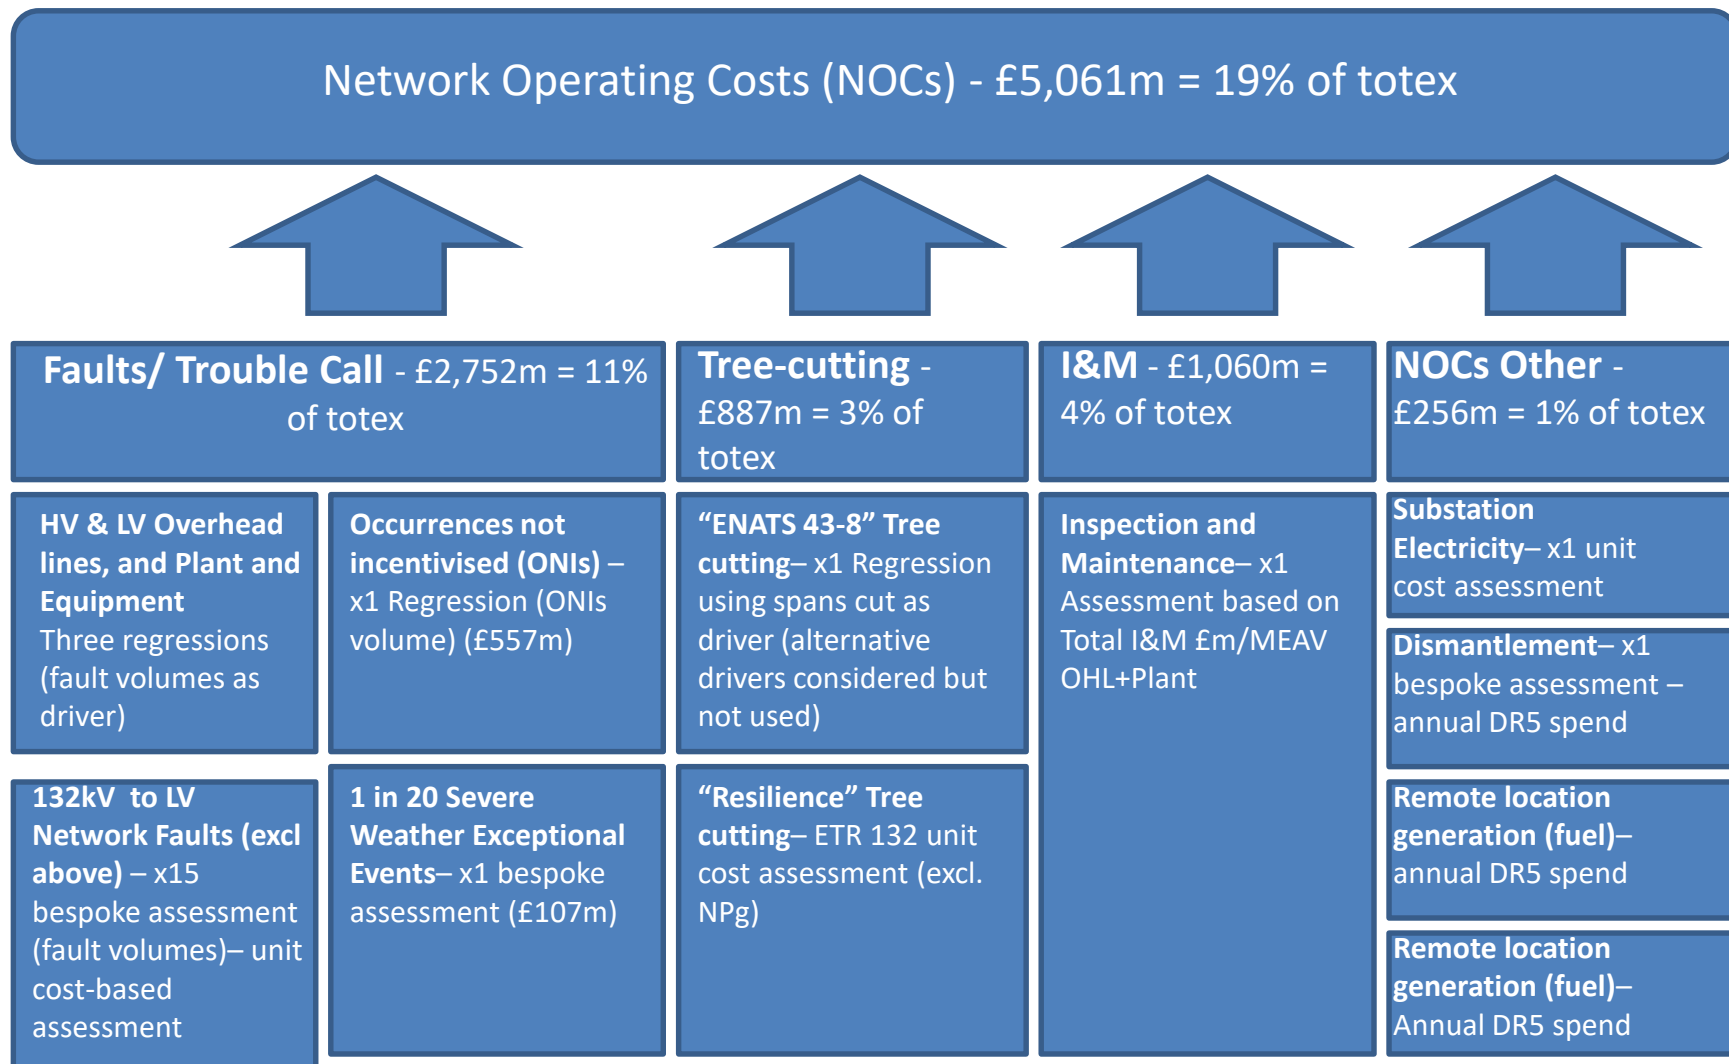 Network Operating Costs (NOCs) - £5,061m = 19% of totex
Faults/ Trouble Call - £2,752m = 11%
of totex
Tree-cutting -
£887m = 3% of
totex
I&M - £1,060m =
4% of totex
NOCs Other -
£256m = 1% of totex
HV & LV Overhead
lines, and Plant and
Equipment
Three regressions
(fault volumes as
driver)
132kV  to LV
Network Faults (excl
above) – x15
bespoke assessment
(fault volumes)– unit
cost-based
assessment
Occurrences not
incentivised (ONIs) –
x1 Regression (ONIs
volume) (£557m)
1 in 20 Severe
Weather Exceptional
Events– x1 bespoke
assessment (£107m)
“ENATS 43-8” Tree
cutting– x1 Regression
using spans cut as
driver (alternative
drivers considered but
not used)
“Resilience” Tree
cutting– ETR 132 unit
cost assessment (excl.
NPg)
Inspection and
Maintenance– x1
Assessment based on
Total I&M £m/MEAV
OHL+Plant
Substation
Electricity– x1 unit
cost assessment
Dismantlement– x1
bespoke assessment –
annual DR5 spend
Remote location
generation (fuel)–
annual DR5 spend
Remote location
generation (fuel)–
Annual DR5 spend